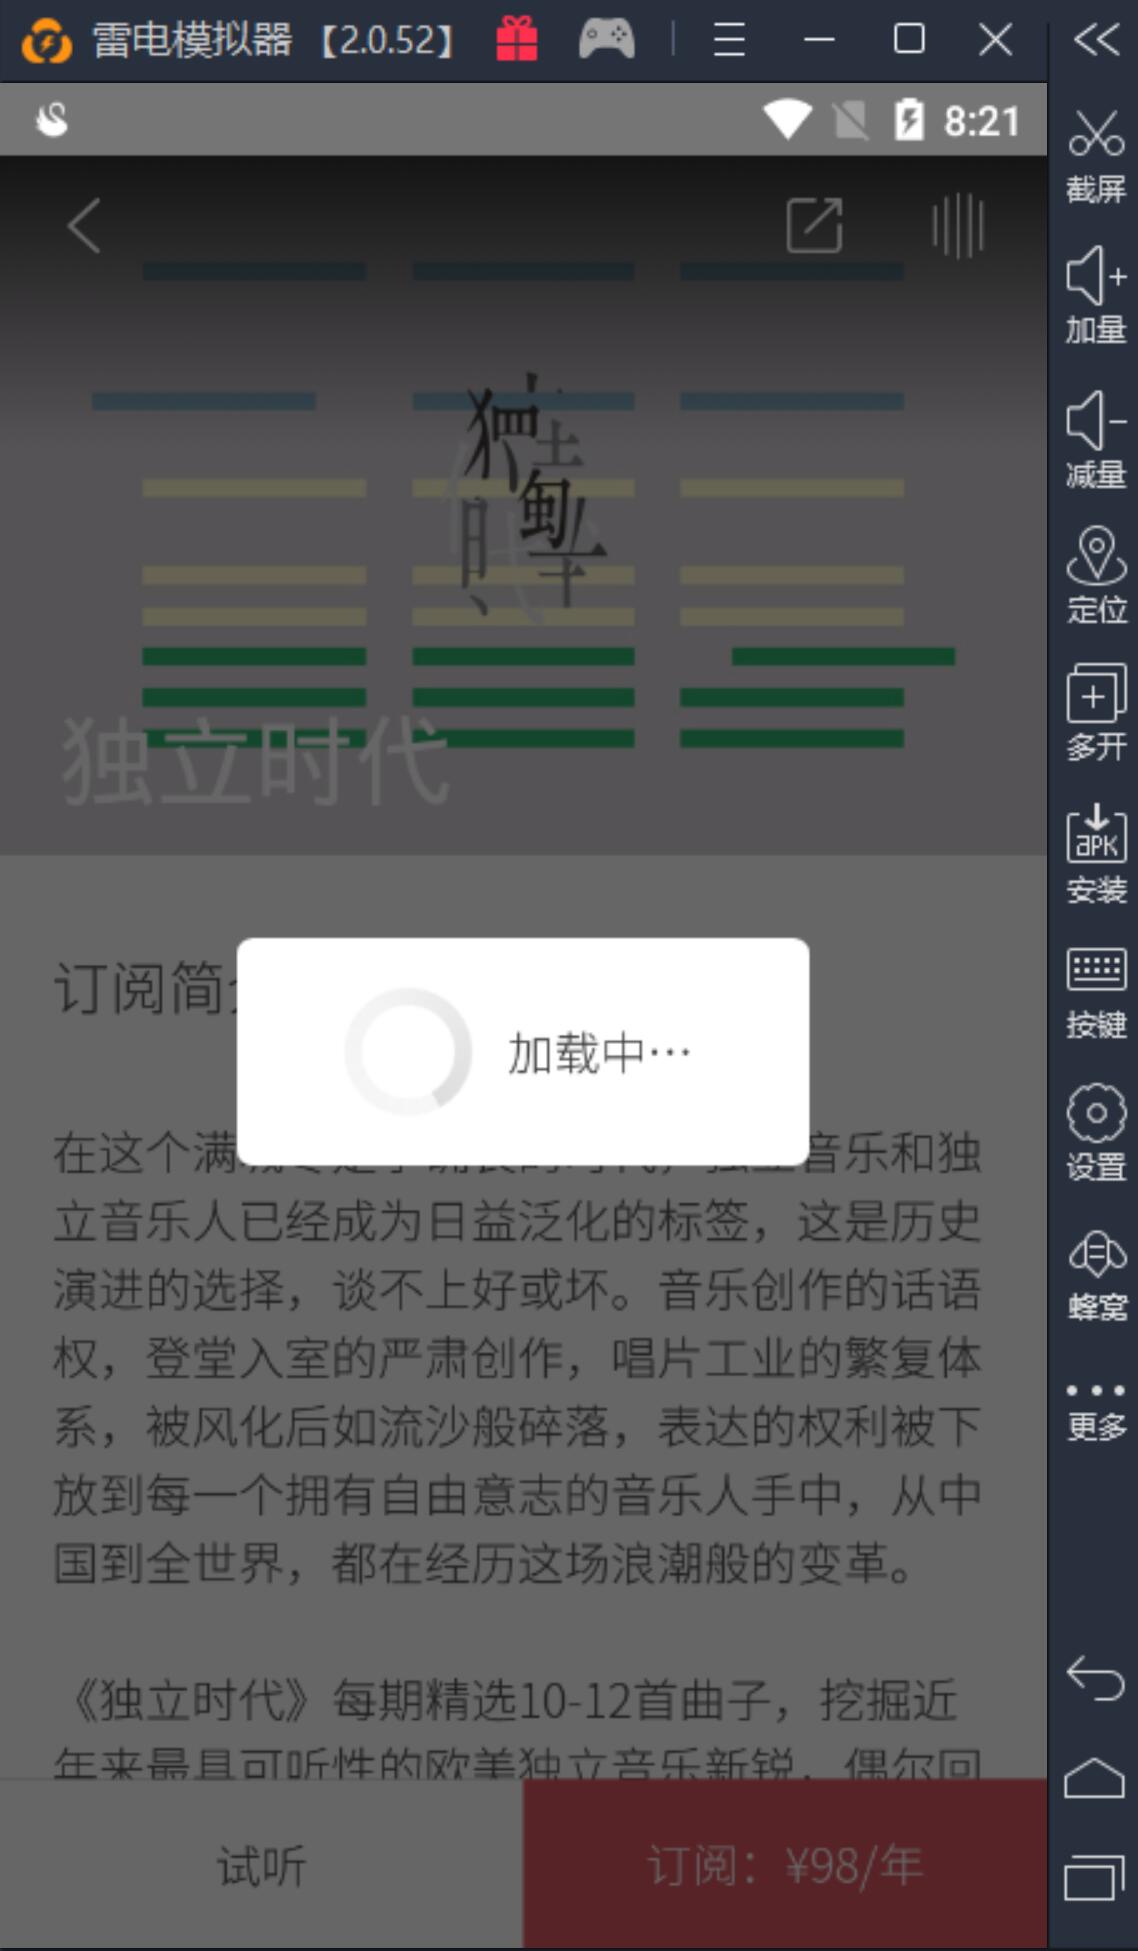 雷电模拟器【2.0.52】
8:21
截屏
加量
减量
定位
多开
aPK
安装
按键
设置
蜂窝
更多
独立时代
订阅简
加载中…
在这个满 音乐和独
立音乐人已经成为日益泛化的标签，这是历史
演进的选择，谈不上好或坏。音乐创作的话语
权，登堂入室的严肃创作，唱片工业的繁复体
系，被风化后如流沙般碎落，表达的权利被下
放到每一个拥有自由意志的音乐人手中，从中
国到全世界，都在经历这场浪潮般的变革。
《独立时代》每期精选10-12首曲子，挖掘近
年来最具可听性的欧美独立音乐新锐，偶尔回
试听
订阅：¥98/年